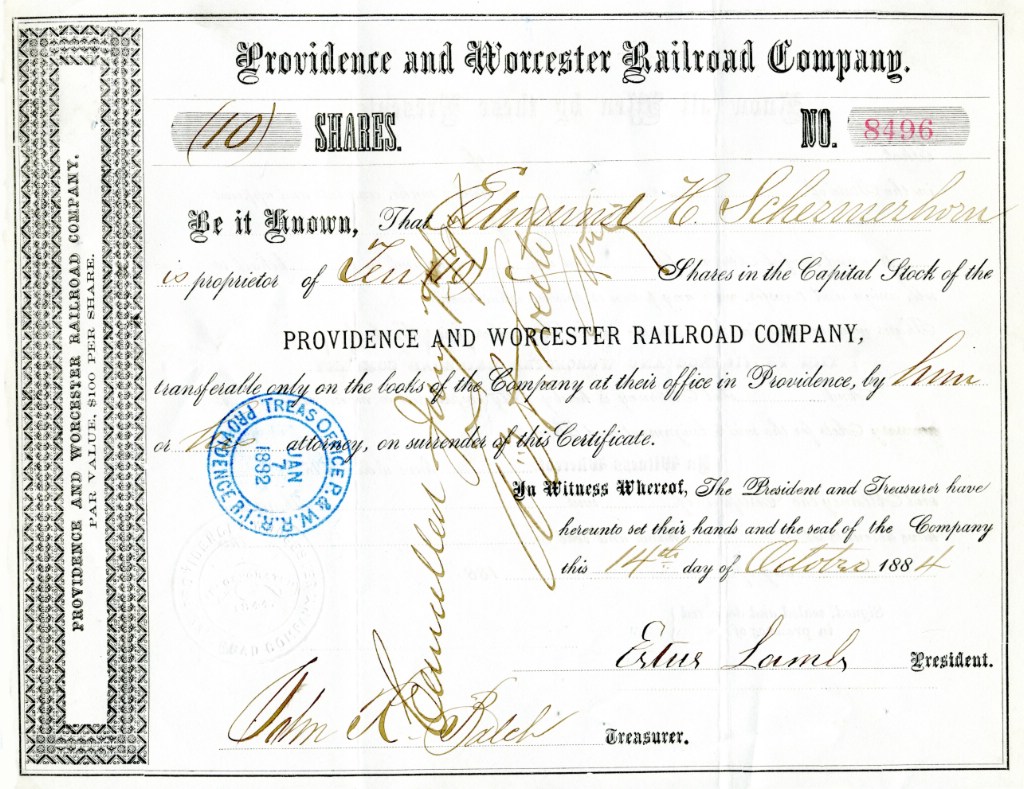 Providence and Worcester Railroad Company.
(10) SHARES. NO. 8496
Be it Known, That Edmund H. Schermerhorn
is proprietor of Ten (10) Shares in the Capital Stock of the
PROVIDENCE AND WORCESTER RAILROAD COMPANY,
transferable only on the books of the Company at their office in Providence, by him
or his attorney, on surrender of this Certificate.
In Witness Whereof, The President and Treasurer have
hereunto set their hands and the seal of the Company
this 14th day of October 1884
Estus Lamb President.
John R. Balch Treasurer.
PROVIDENCE AND WORCESTER RAILROAD COMPANY.
PAR VALUE, $100 PER SHARE.
TREAS. OFFICE P. & W. R. R.
PROVIDENCE
JAN
7
1892
Cancelled